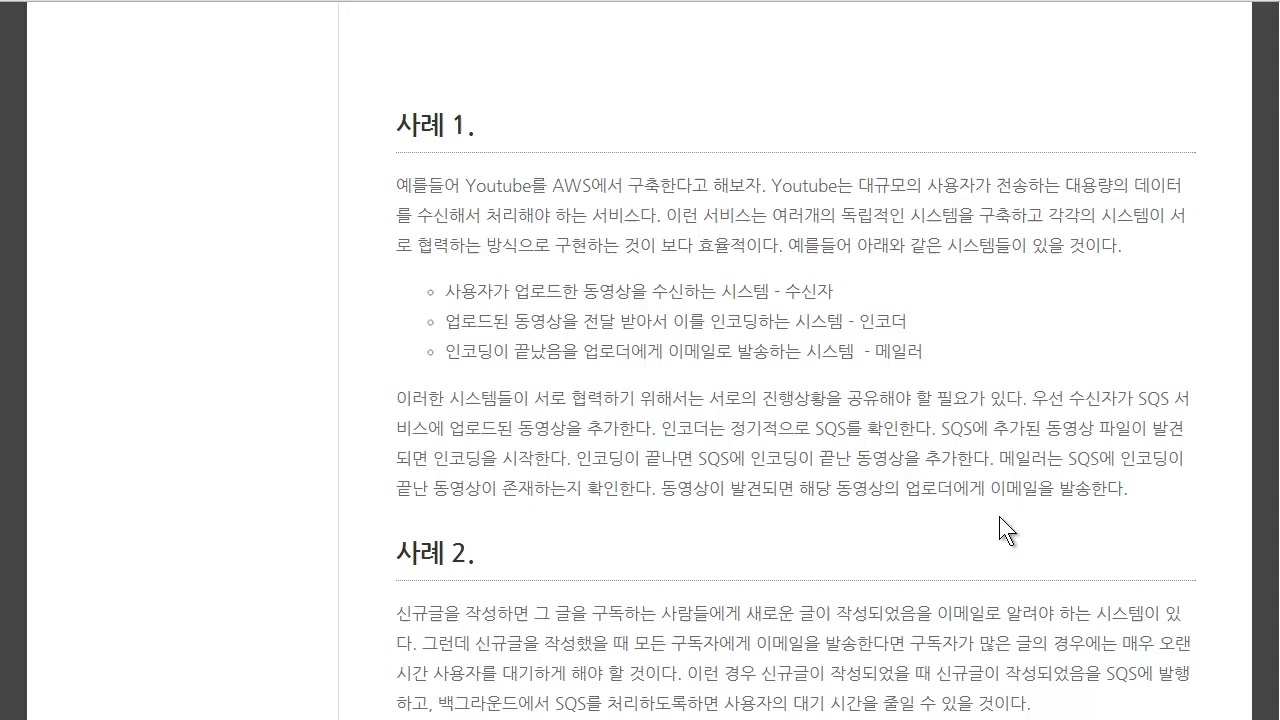 사례 1.
예를들어 Youtube를 AWS에서 구축한다고 해보자. Youtube는 대규모의 사용자가 전송하는 대용량의 데이터
를 수신해서 처리해야 하는 서비스다. 이런 서비스는 여러개의 독립적인 시스템을 구축하고 각각의 시스템이 서
로 협력하는 방식으로 구현하는 것이 보다 효율적이다. 예를들어 아래와 같은 시스템들이 있을 것이다.
사용자가 업로드한 동영상을 수신하는 시스템 - 수신자
업로드된 동영상을 전달 받아서 이를 인코딩하는 시스템 - 인코더
인코딩이 끝났음을 업로더에게 이메일로 발송하는 시스템 - 메일러
이러한 시스템들이 서로 협력하기 위해서는 서로의 진행상황을 공유해야 할 필요가 있다. 우선 수신자가 SQS 서
비스에 업로드된 동영상을 추가한다. 인코더는 정기적으로 SQS를 확인한다. SQS에 추가된 동영상 파일이 발견
되면 인코딩을 시작한다. 인코딩이 끝나면 SQS에 인코딩이 끝난 동영상을 추가한다. 메일러는 SQS에 인코딩이
끝난 동영상이 존재하는지 확인한다. 동영상이 발견되면 해당 동영상의 업로더에게 이메일을 발송한다.
사례 2.
신규글을 작성하면 그 글을 구독하는 사람들에게 새로운 글이 작성되었음을 이메일로 알려야 하는 시스템이 있
다. 그런데 신규글을 작성했을 때 모든 구독자에게 이메일을 발송한다면 구독자가 많은 글의 경우에는 매우 오랜
시간 사용자를 대기하게 해야 할 것이다. 이런 경우 신규글이 작성되었을 때 신규글이 작성되었음을 SQS에 발행
하고, 백그라운드에서 SQS를 처리하도록하면 사용자의 대기 시간을 줄일 수 있을 것이다.